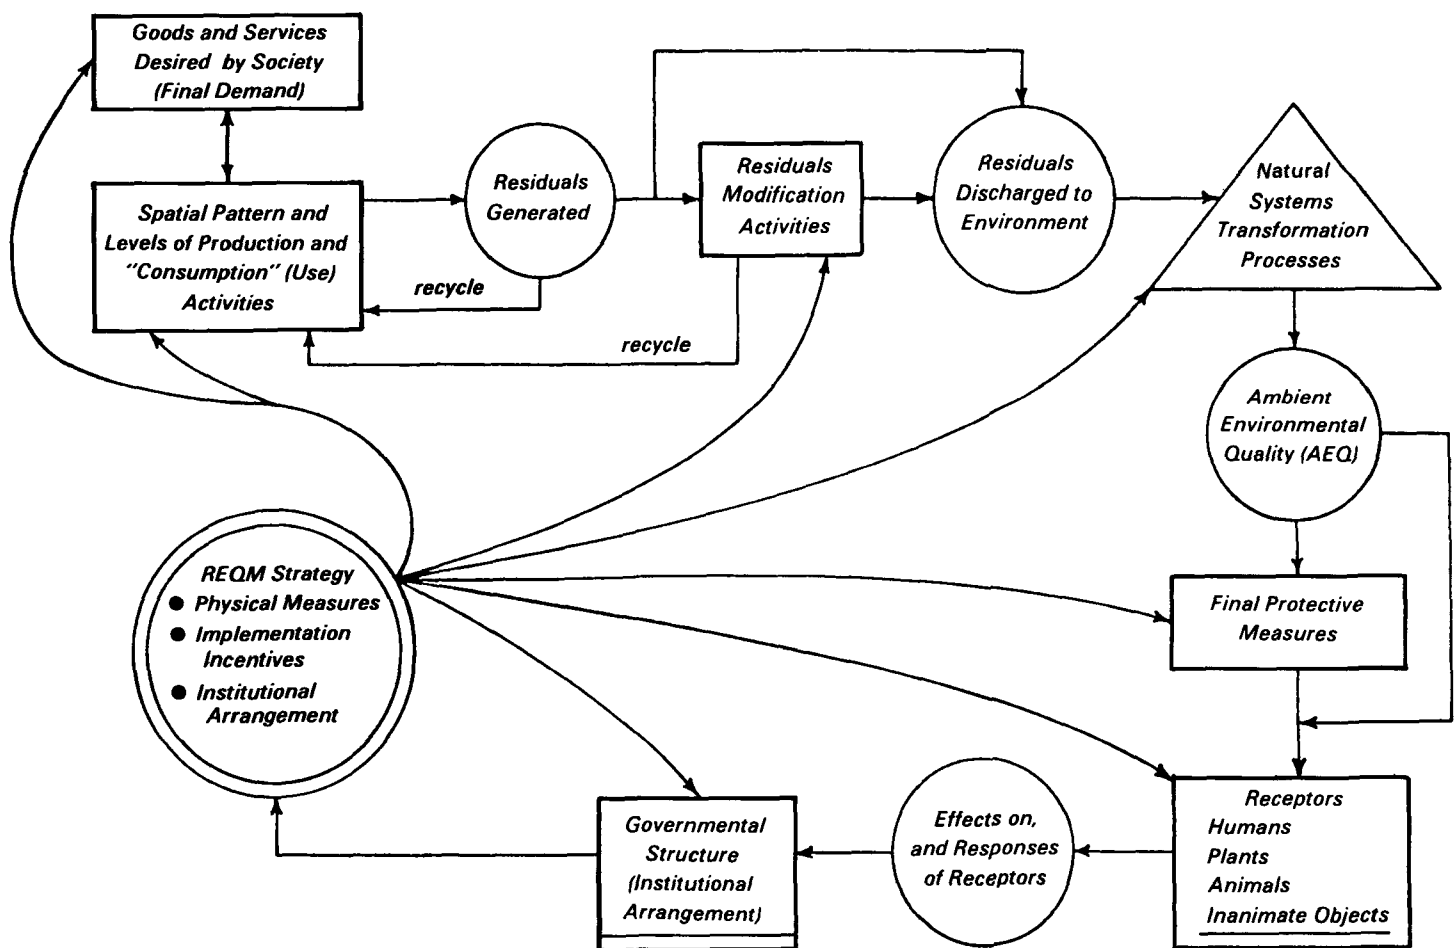 Goods and Services
Desired by Society
(Final Demand)
Spatial Pattern and
Levels of Production and
"Consumption" (Use)
Activities
Residuals
Generated
recycle
recycle
Residuals
Modification
Activities
Residuals
Discharged to
Environment
Natural
Systems
Transformation
Processes
Ambient
Environmental
Quality (AEQ)
Final Protective
Measures
REQM Strategy
● Physical Measures
● Implementation
Incentives
● Institutional
Arrangement
Governmental
Structure
(Institutional
Arrangement)
Effects on,
and Responses
of Receptors
Receptors
Humans
Plants
Animals
Inanimate Objects